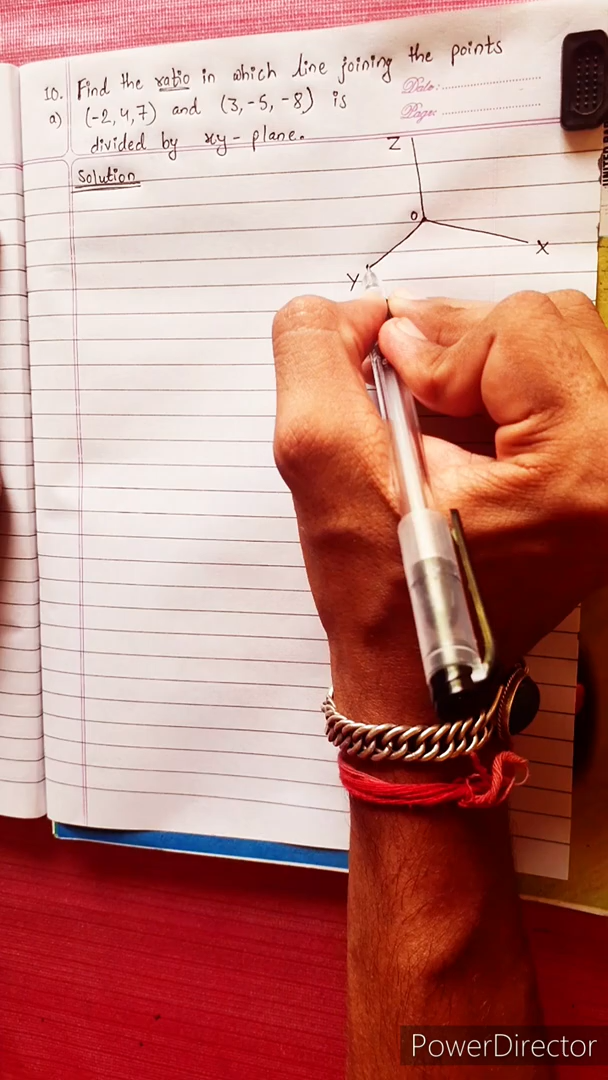 10. Find the ratio in which line joining the points
a) (-2,4,7) and (3,-5,-8) is
divided by xy-plane.
Date:
Page:
Solution
Z
O
X
Y
PowerDirector